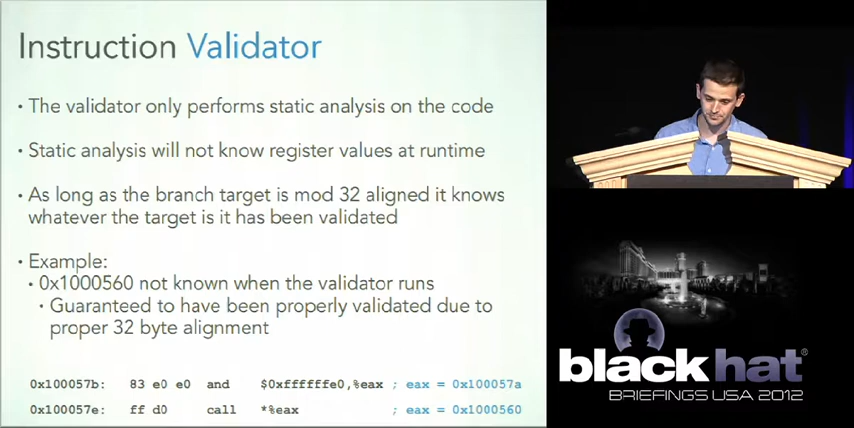 Instruction Validator
• The validator only performs static analysis on the code
• Static analysis will not know register values at runtime
• As long as the branch target is mod 32 aligned it knows
whatever the target is it has been validated
• Example:
• 0x1000560 not known when the validator runs
• Guaranteed to have been properly validated due to
proper 32 byte alignment
0x100057b: 83 e0 e0 and $0xffffffe0,%eax ; eax = 0x100057a
0x100057e: ff d0 call *%eax ; eax = 0x1000560
blackhat®
BRIEFINGS USA 2012